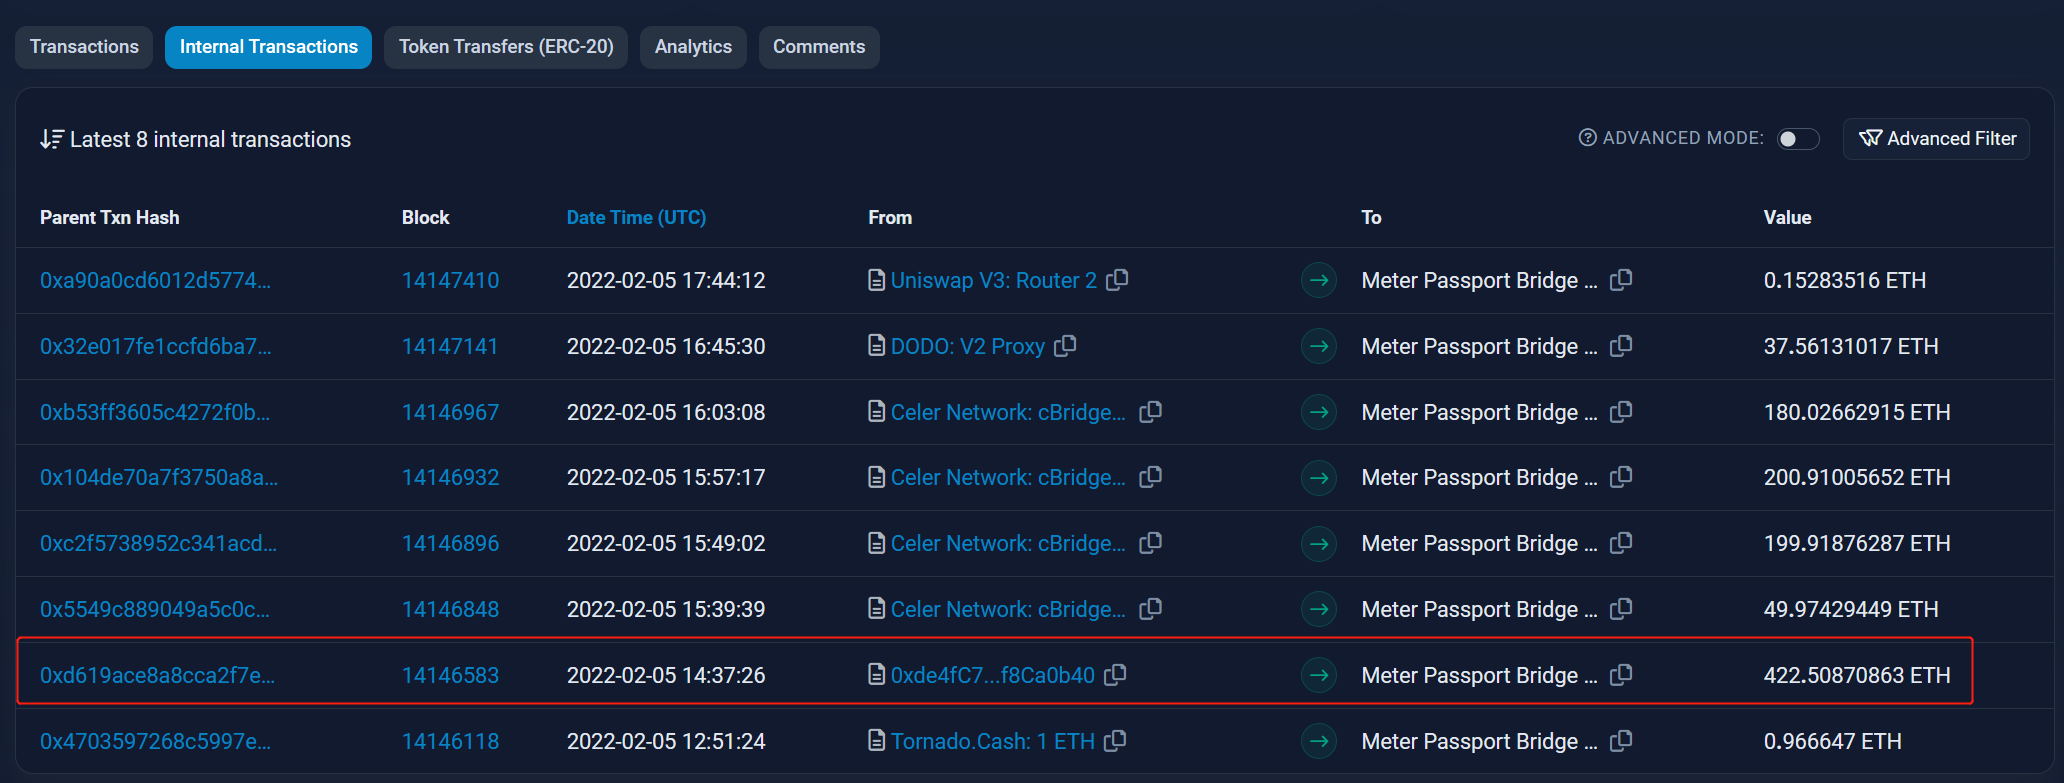 Transactions Internal Transactions Token Transfers (ERC-20) Analytics Comments
Latest 8 internal transactions ADVANCED MODE: Advanced Filter
Parent Txn Hash Block Date Time (UTC) From To Value
0xa90a0cd6012d5774... 14147410 2022-02-05 17:44:12 Uniswap V3: Router 2 Meter Passport Bridge ... 0.15283516 ETH
0x32e017fe1ccfd6ba7... 14147141 2022-02-05 16:45:30 DODO: V2 Proxy Meter Passport Bridge ... 37.56131017 ETH
0xb53ff3605c4272f0b... 14146967 2022-02-05 16:03:08 Celer Network: cBridge... Meter Passport Bridge ... 180.02662915 ETH
0x104de70a7f3750a8a... 14146932 2022-02-05 15:57:17 Celer Network: cBridge... Meter Passport Bridge ... 200.91005652 ETH
0xc2f5738952c341acd... 14146896 2022-02-05 15:49:02 Celer Network: cBridge... Meter Passport Bridge ... 199.91876287 ETH
0x5549c889049a5c0c... 14146848 2022-02-05 15:39:39 Celer Network: cBridge... Meter Passport Bridge ... 49.97429449 ETH
0xd619ace8a8cca2f7e... 14146583 2022-02-05 14:37:26 0xde4fC7...f8Ca0b40 Meter Passport Bridge ... 422.50870863 ETH
0x4703597268c5997e... 14146118 2022-02-05 12:51:24 Tornado.Cash: 1 ETH Meter Passport Bridge ... 0.966647 ETH